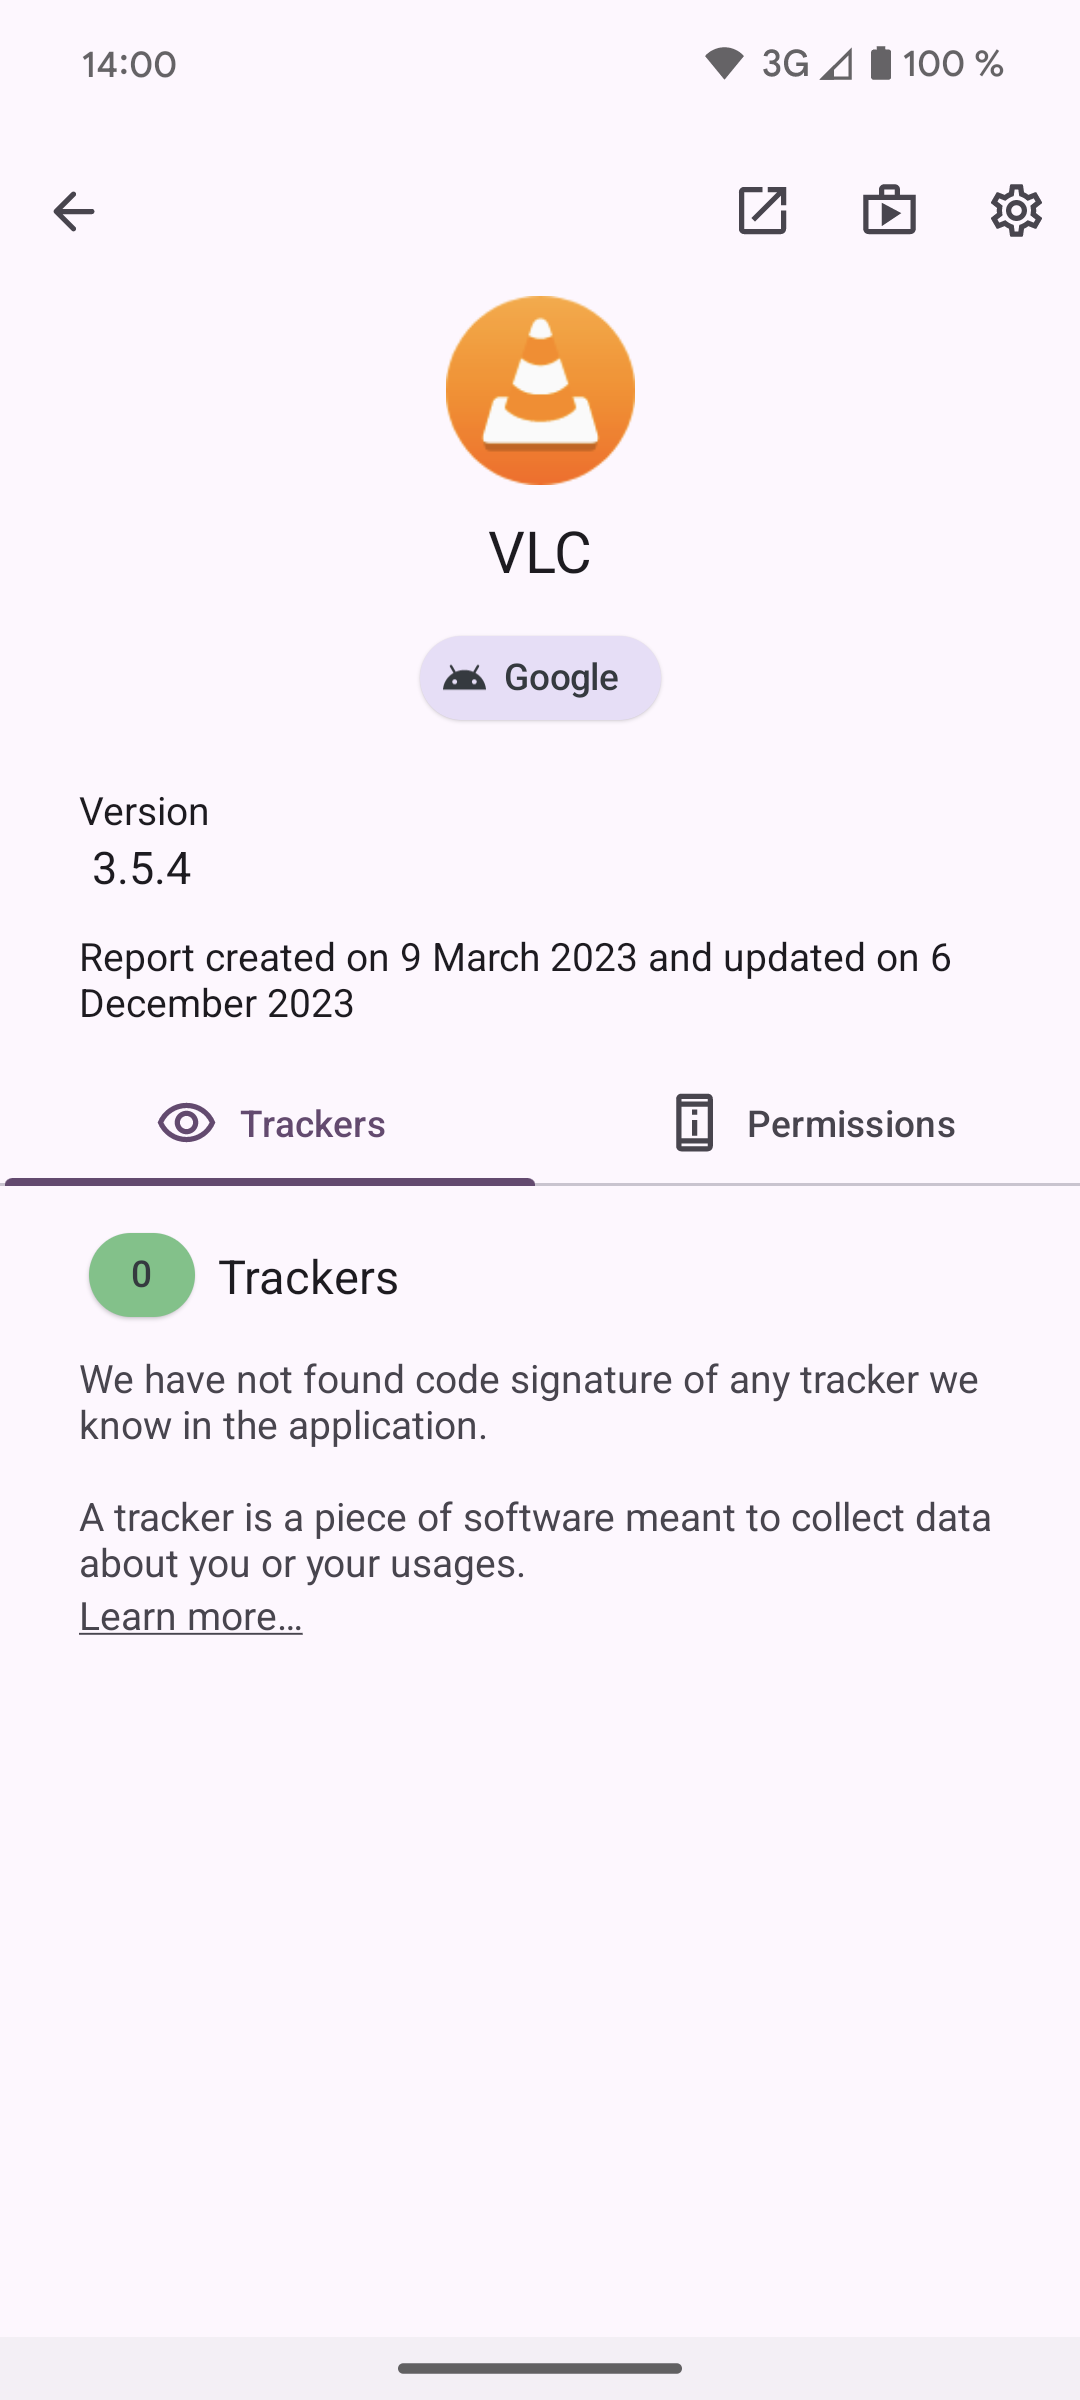 14:00
3G 100 %
VLC
Google
Version
3.5.4
Report created on 9 March 2023 and updated on 6
December 2023
Trackers
Permissions
0 Trackers
We have not found code signature of any tracker we
know in the application.
A tracker is a piece of software meant to collect data
about you or your usages.
Learn more…